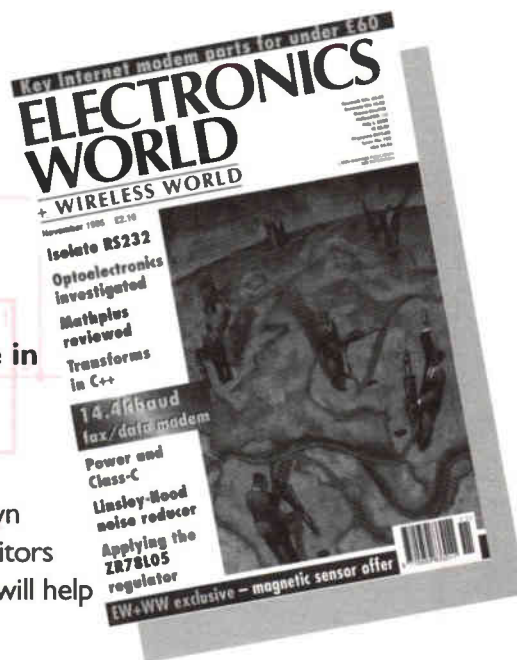 Key Internet modem parts for under £60
ELECTRONICS
WORLD
+ WIRELESS WORLD
November 1995 £2.10
Isolate RS232
Optoelectronics
investigated
Mathplus
reviewed
Transforms
in C++
14.4kbaud
fax/data modem
Power and
Class-C
Linsley-Hood
noise reducer
Applying the
ZR78L05
regulator
EW+WW exclusive – magnetic sensor offer
in
itors
will help